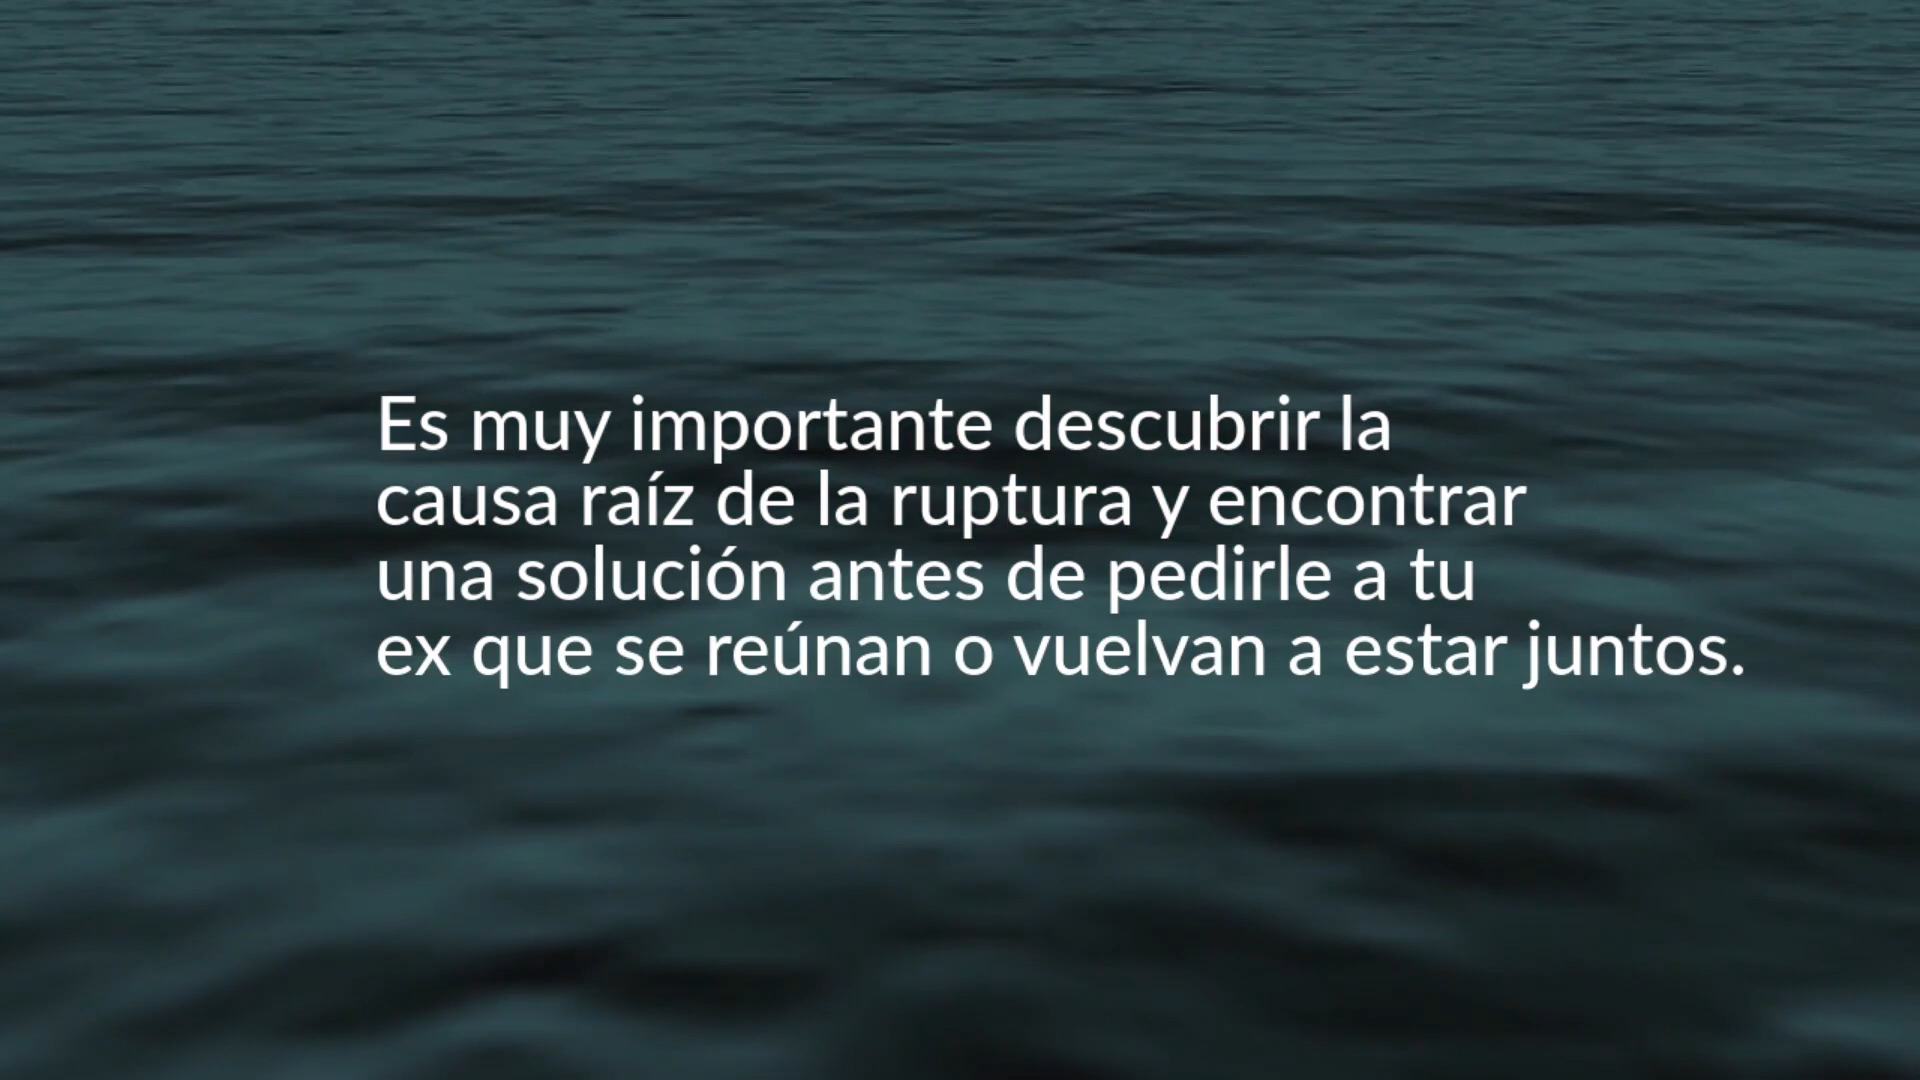 Es muy importante descubrir la
causa raíz de la ruptura y encontrar
una solución antes de pedirle a tu
ex que se reúnan o vuelvan a estar juntos.